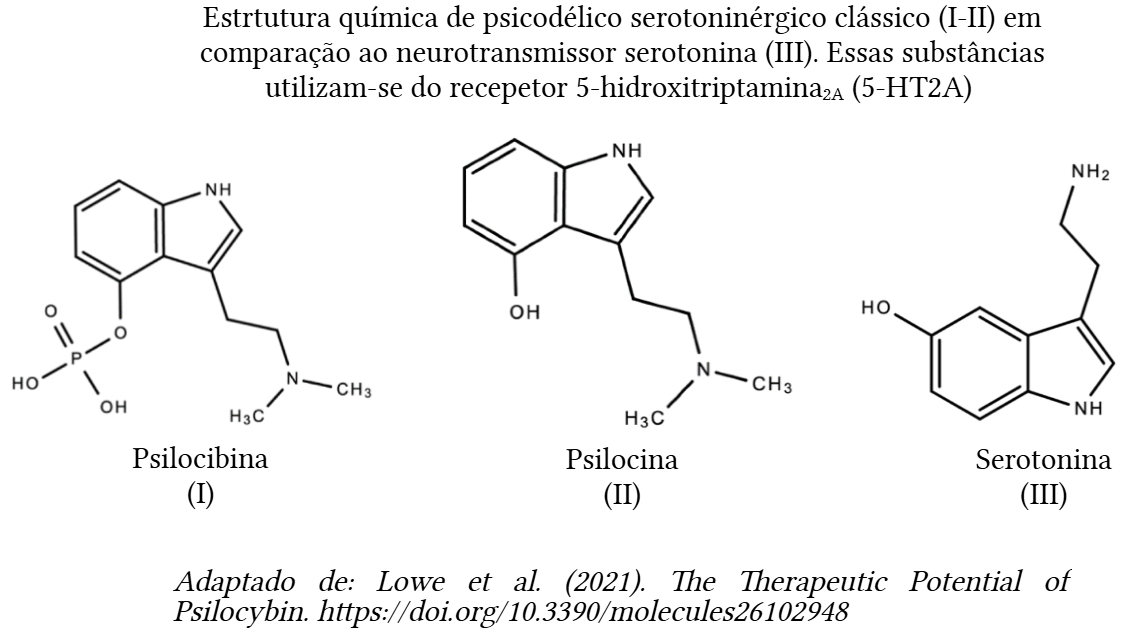 Estrtutura química de psicodélico serotoninérgico clássico (I-II) em
comparação ao neurotransmissor serotonina (III). Essas substâncias
utilizam-se do recepetor 5-hidroxitriptamina₂A (5-HT2A)
NH
O
O
P
HO
OH
N
CH₃
H₃C
Psilocibina
(I)
NH
OH
N
CH₃
H₃C
Psilocina
(II)
NH₂
HO
NH
Serotonina
(III)
Adaptado de: Lowe et al. (2021). The Therapeutic Potential of
Psilocybin. https://doi.org/10.3390/molecules26102948